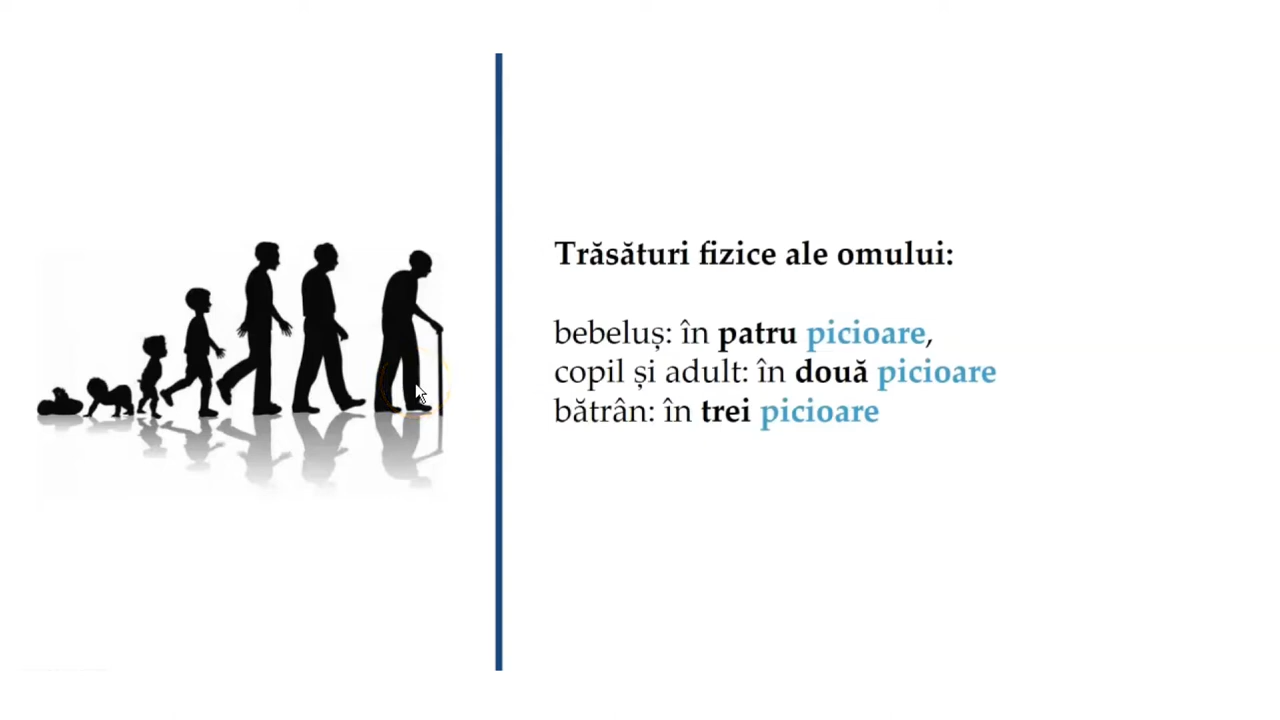 Trăsături fizice ale omului:
bebeluș: în patru picioare,
copil și adult: în două picioare
bătrân: în trei picioare